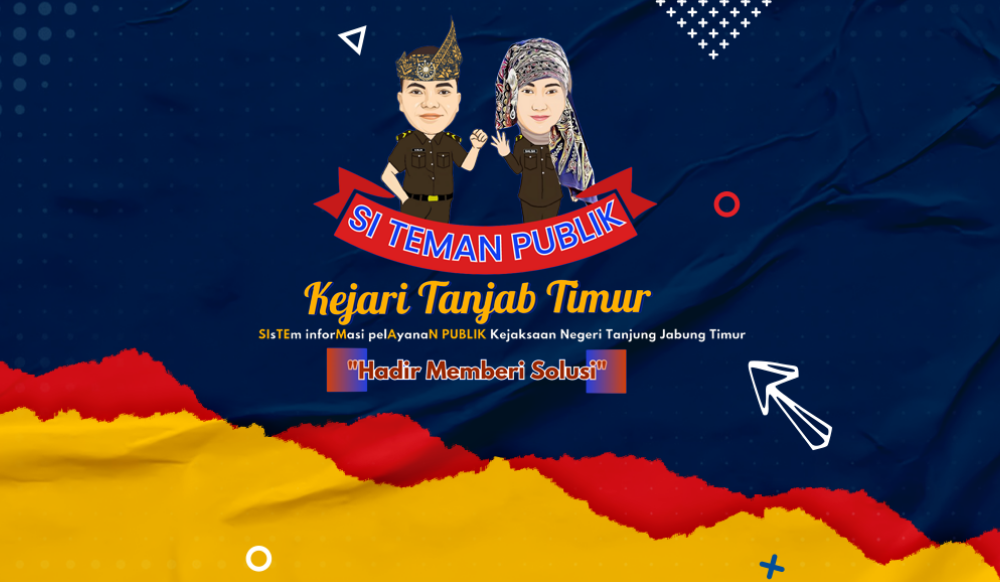 SI TEMAN PUBLIK
Kejari Tanjab Timur
SIsTEm inforMasi pelAyanaN PUBLIK Kejaksaan Negeri Tanjung Jabung Timur
"Hadir Memberi Solusi"